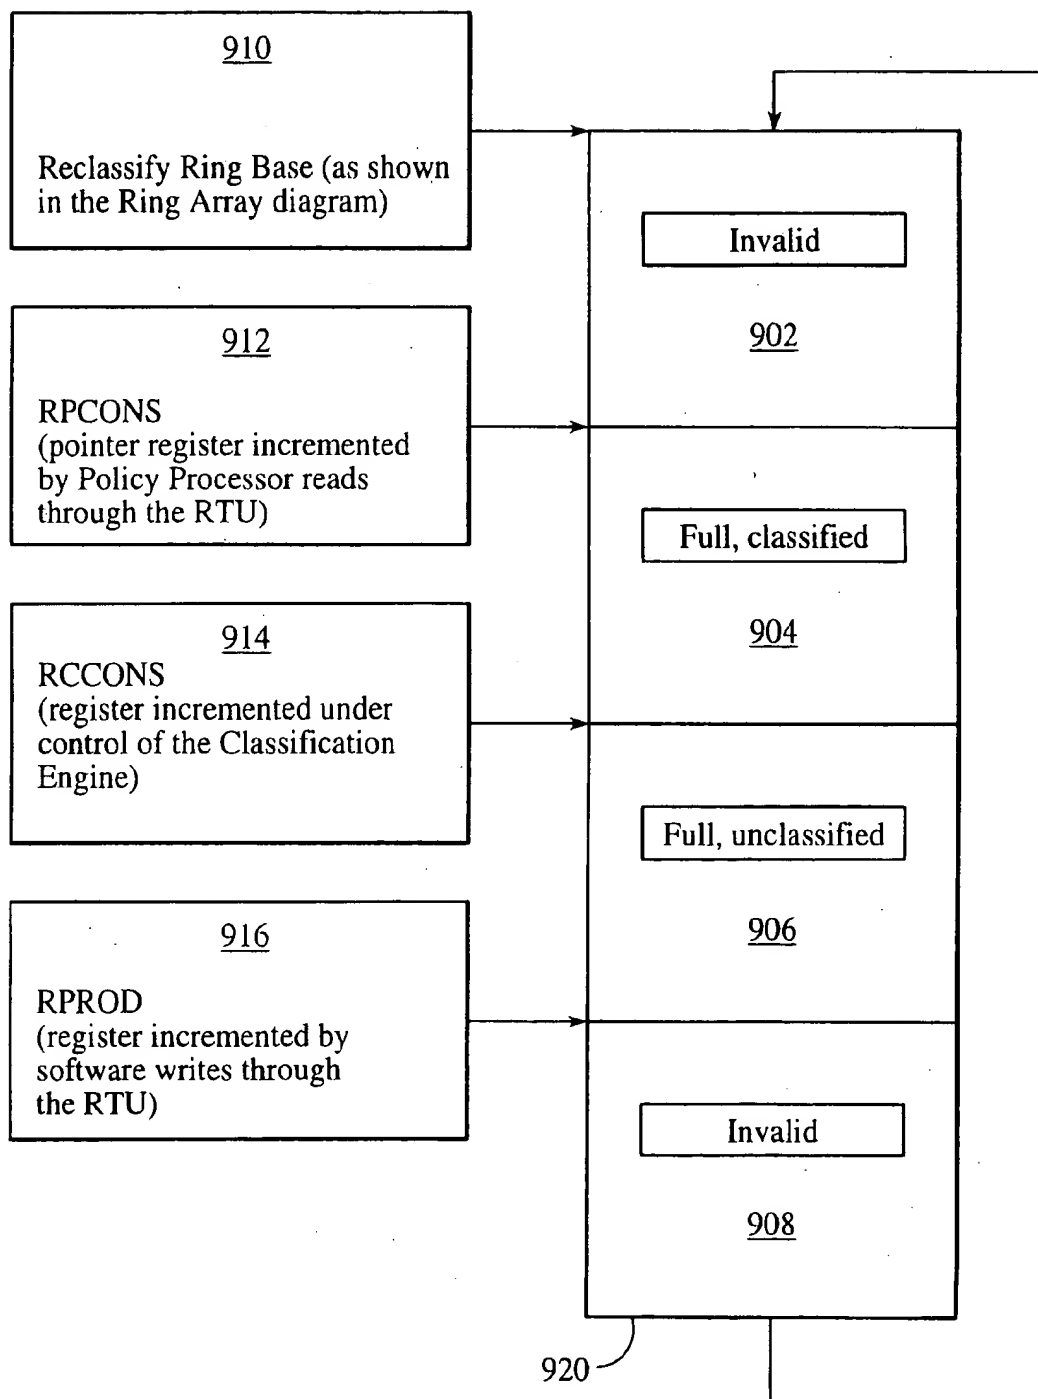 910
Reclassify Ring Base (as shown
in the Ring Array diagram)
Invalid
902
912
RPCONS
(pointer register incremented
by Policy Processor reads
through the RTU)
Full, classified
904
914
RCCONS
(register incremented under
control of the Classification
Engine)
Full, unclassified
906
916
RPROD
(register incremented by
software writes through
the RTU)
Invalid
908
920